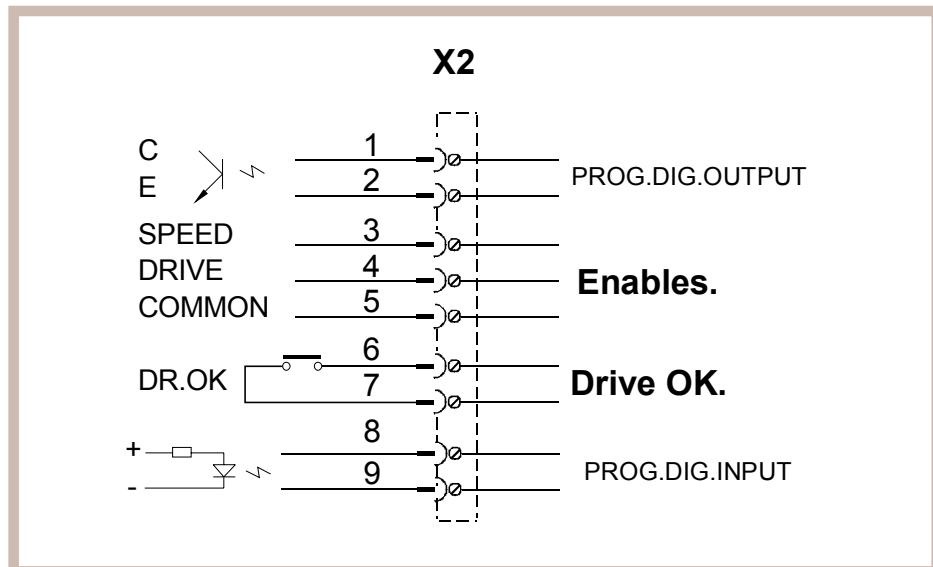 X2
C
1
E
2
PROG.DIG.OUTPUT
SPEED
3
DRIVE
4
COMMON
5
Enables.
DR.OK
6
7
Drive OK.
+
8
-
9
PROG.DIG.INPUT